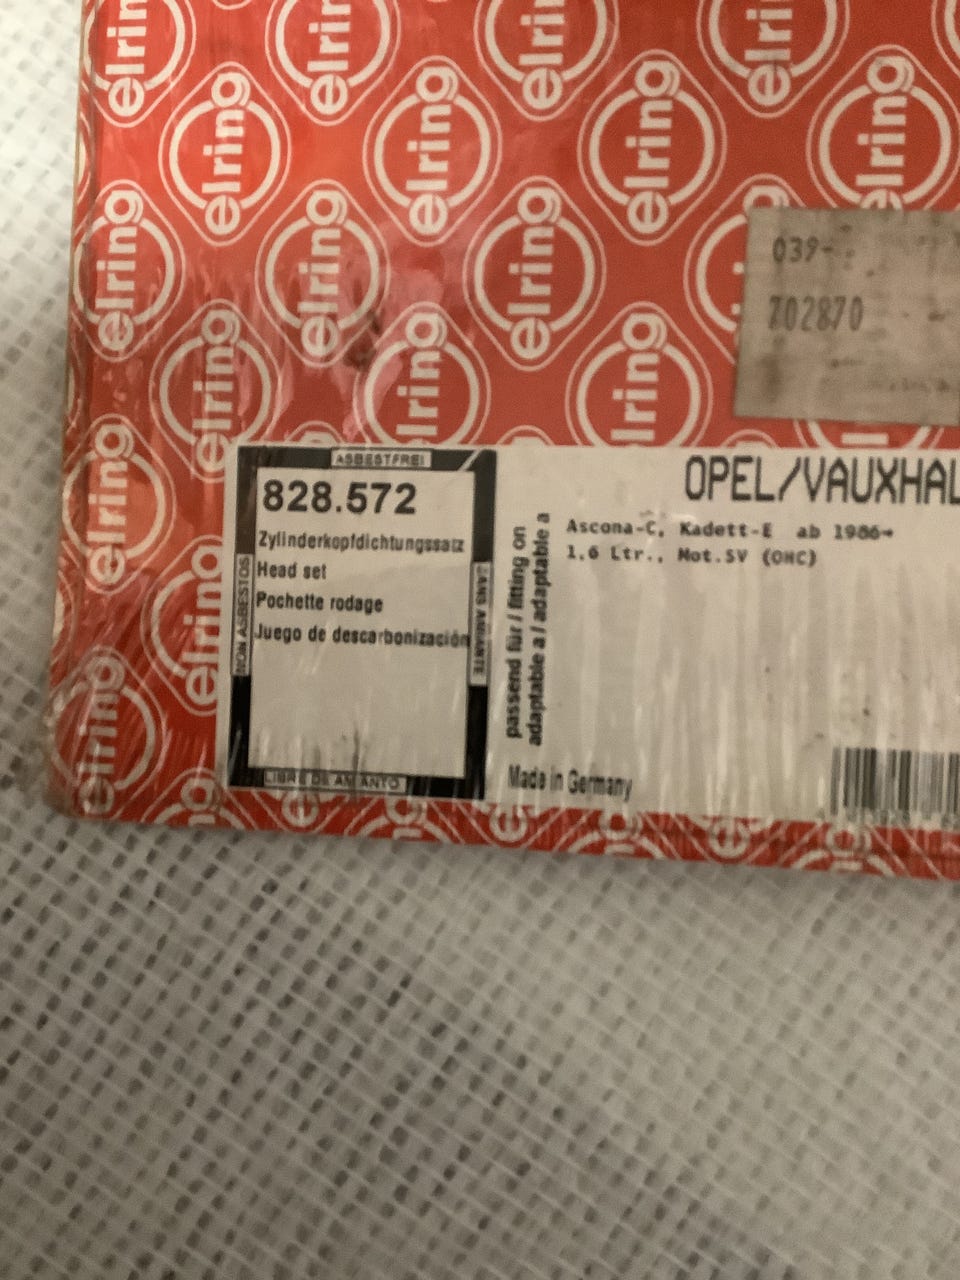 elring
039-
702870
ASBESTFREI
828.572
Zylinderkopfdichtungssatz
Head set
Pochette rodage
Juego de descarbonización
NON ASBESTOS
SANS AMIANTE
LIBRE DE AMIANTO
passend für / fitting on
adaptable a / adaptable a
OPEL/VAUXHAL
Ascona-C, Kadett-E ab 1986→
1.6 Ltr., Mot.SV (OHC)
Made in Germany